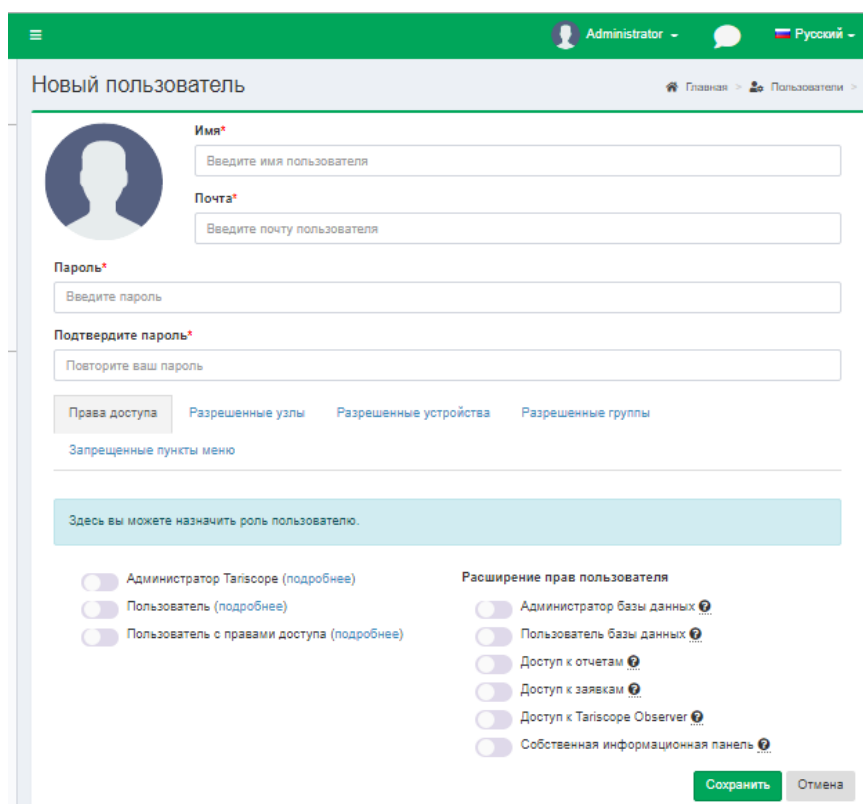 Administrator
Русский
Новый пользователь
Главная > Пользователи >
Имя*
Введите имя пользователя
Почта*
Введите почту пользователя
Пароль*
Введите пароль
Подтвердите пароль*
Повторите ваш пароль
Права доступа Разрешенные узлы Разрешенные устройства Разрешенные группы
Запрещенные пункты меню
Здесь вы можете назначить роль пользователю.
Администратор Tariscope (подробнее)
Пользователь (подробнее)
Пользователь с правами доступа (подробнее)
Расширение прав пользователя
Администратор базы данных ?
Пользователь базы данных ?
Доступ к отчетам ?
Доступ к заявкам ?
Доступ к Tariscope Observer ?
Собственная информационная панель ?
Сохранить Отмена